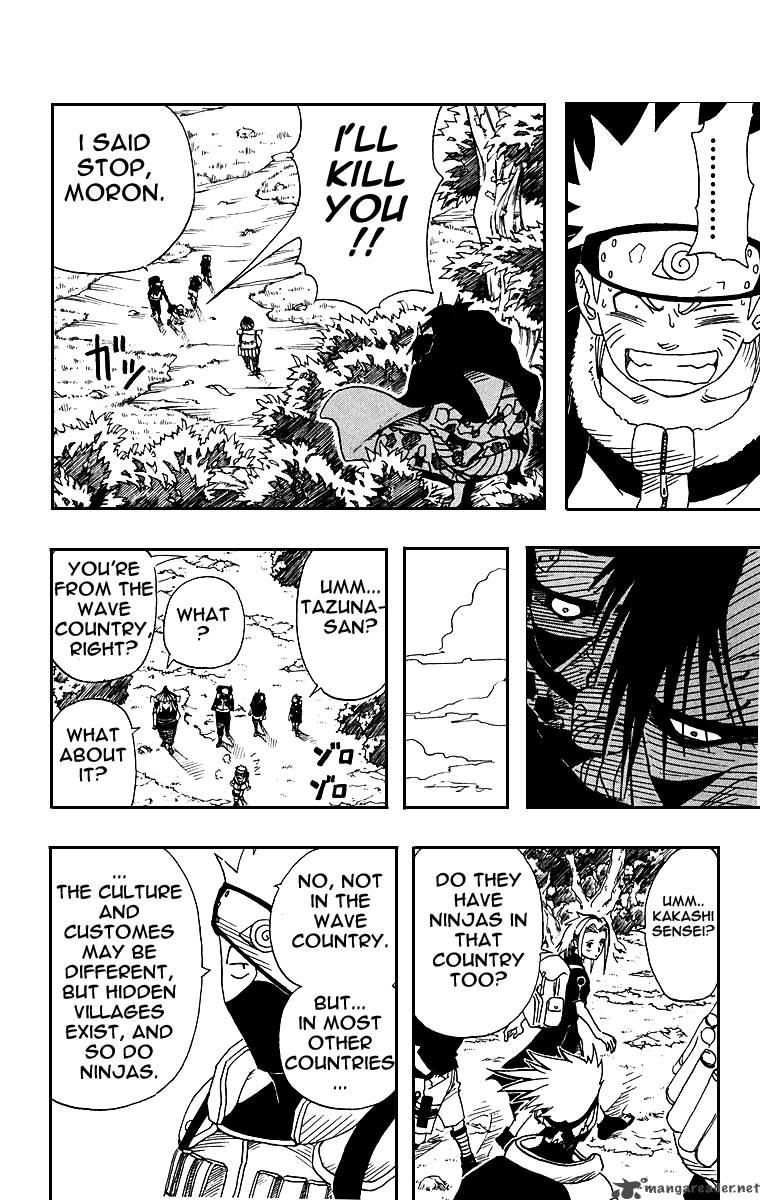 ......
I'LL
KILL
YOU
!!
I SAID
STOP,
MORON.
ガッ
UMM...
TAZUNA-
SAN?
WHAT
?
YOU'RE
FROM THE
WAVE
COUNTRY,
RIGHT?
WHAT
ABOUT
IT?
ゾロ
ゾロ
UMM..
KAKASHI
SENSEI?
DO THEY
HAVE
NINJAS IN
THAT
COUNTRY
TOO?
NO, NOT
IN THE
WAVE
COUNTRY.
BUT...
IN MOST
OTHER
COUNTRIES
...
...
THE CULTURE
AND
CUSTOMES
MAY BE
DIFFERENT,
BUT HIDDEN
VILLAGES
EXIST, AND
SO DO
NINJAS.
mangareader.net